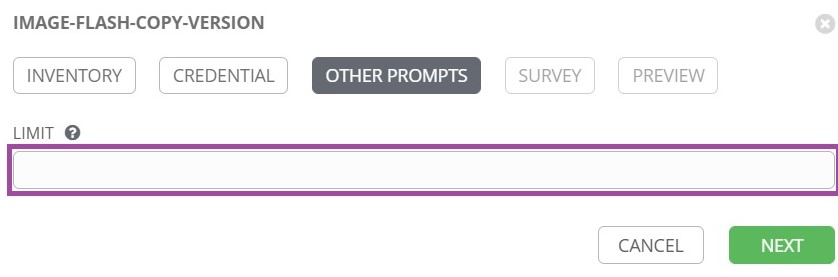 IMAGE-FLASH-COPY-VERSION
INVENTORY CREDENTIAL OTHER PROMPTS SURVEY PREVIEW
LIMIT ?
CANCEL NEXT